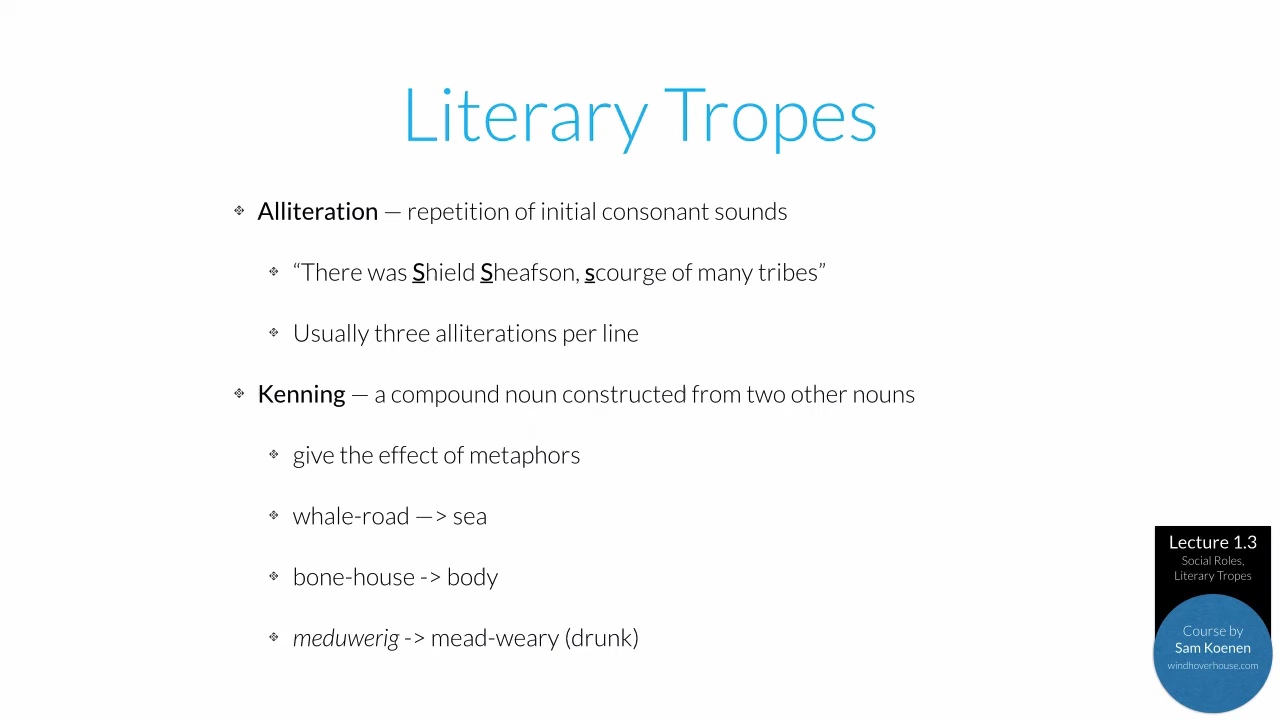 Literary Tropes
Alliteration — repetition of initial consonant sounds
“There was Shield Sheafson, scourge of many tribes”
Usually three alliterations per line
Kenning — a compound noun constructed from two other nouns
give the effect of metaphors
whale-road —> sea
bone-house -> body
meduwerig -> mead-weary (drunk)
Lecture 1.3
Social Roles,
Literary Tropes
Course by
Sam Koenen
windhoverhouse.com